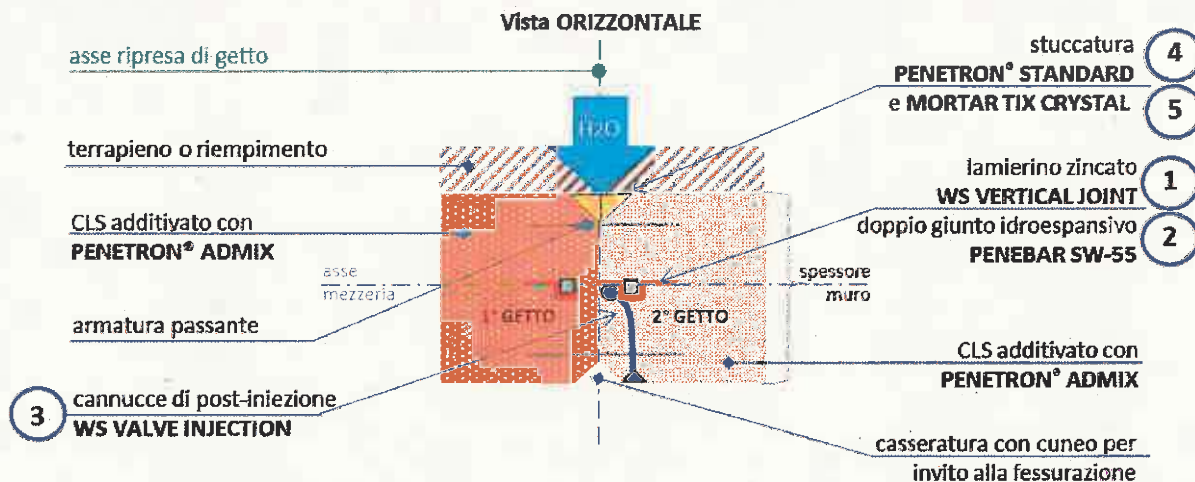 Vista ORIZZONTALE
asse ripresa di getto
stuccatura
PENETRON® STANDARD
e MORTAR TIX CRYSTAL
4
5
H2O
terrapieno o riempimento
lamierino zincato
WS VERTICAL JOINT
1
doppio giunto idroespansivo
PENEBAR SW-55
2
CLS additivato con
PENETRON® ADMIX
asse
mezzeria
spessore
muro
armatura passante
1° GETTO
2° GETTO
CLS additivato con
PENETRON® ADMIX
3
cannucce di post-iniezione
WS VALVE INJECTION
casseratura con cuneo per
invito alla fessurazione